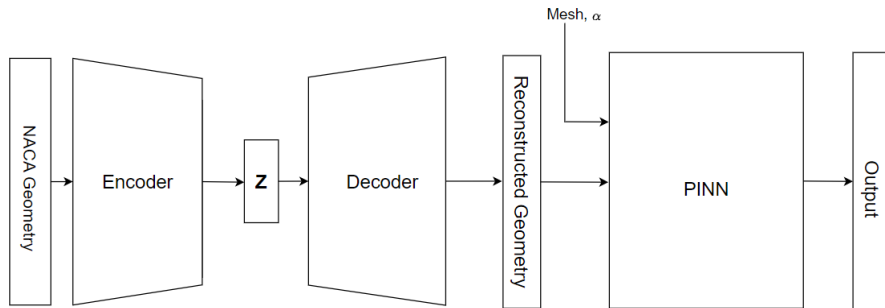 Mesh, α
NACA Geometry
Encoder
Z
Decoder
Reconstructed Geometry
PINN
Output